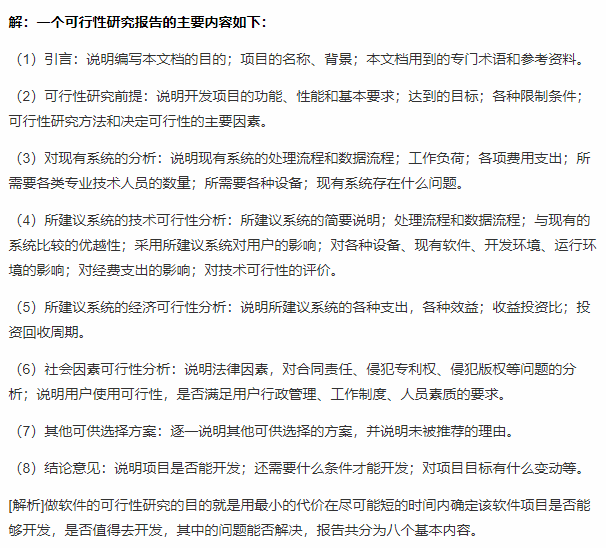 解：一个可行性研究报告的主要内容如下：
（1）引言：说明编写本文档的目的；项目的名称、背景；本文档用到的专门术语和参考资料。
（2）可行性研究前提：说明开发项目的功能、性能和基本要求；达到的目标；各种限制条件；
可行性研究方法和决定可行性的主要因素。
（3）对现有系统的分析：说明现有系统的处理流程和数据流程；工作负荷；各项费用支出；所
需要各类专业技术人员的数量；所需要各种设备；现有系统存在什么问题。
（4）所建议系统的技术可行性分析：所建议系统的简要说明；处理流程和数据流程；与现有的
系统比较的优越性；采用所建议系统对用户的影响；对各种设备、现有软件、开发环境、运行环
境的影响；对经费支出的影响；对技术可行性的评价。
（5）所建议系统的经济可行性分析：说明所建议系统的各种支出，各种效益；收益投资比；投
资回收周期。
（6）社会因素可行性分析：说明法律因素，对合同责任、侵犯专利权、侵犯版权等问题的分
析；说明用户使用可行性，是否满足用户行政管理、工作制度、人员素质的要求。
（7）其他可供选择方案：逐一说明其他可供选择的方案，并说明未被推荐的理由。
（8）结论意见：说明项目是否能开发；还需要什么条件才能开发；对项目目标有什么变动等。
[解析]做软件的可行性研究的目的就是用最小的代价在尽可能短的时间内确定该软件项目是否能
够开发，是否值得去开发，其中的问题能否解决，报告共分为八个基本内容。